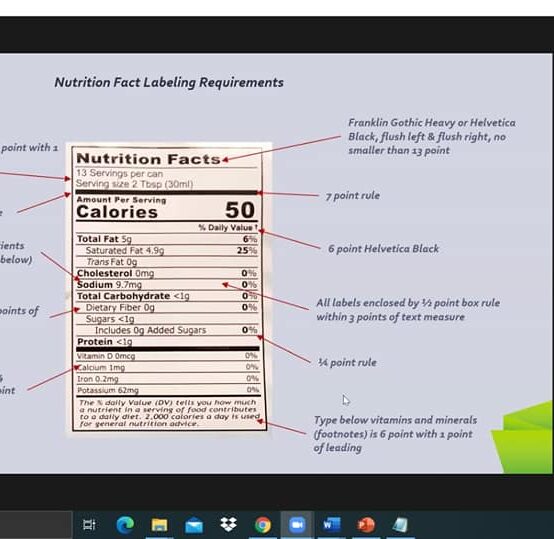 Nutrition Fact Labeling Requirements
Franklin Gothic Heavy or Helvetica
Black, flush left & flush right, no
smaller than 13 point
point with 1
Nutrition Facts
13 Servings per can
Serving size 2 Tbsp (30ml)
7 point rule
Amount Per Serving
Calories 50
% Daily Value †
6 point Helvetica Black
Total Fat 5g 6%
Saturated Fat 4.9g 25%
Trans Fat 0g
below)
Cholesterol 0mg 0%
Sodium 9.7mg 0%
Total Carbohydrate <1g 0%
All labels enclosed by ½ point box rule
within 3 points of text measure
points of
Dietary Fiber 0g 0%
Sugars <1g
Includes 0g Added Sugars 0%
Protein <1g
¼ point rule
Vitamin D 0mcg 0%
Calcium 1mg 0%
Iron 0.2mg 0%
Potassium 62mg 0%
The % daily Value (DV) tells you how much
a nutrient in a serving of food contributes
to a daily diet. 2,000 calories a day is used
for general nutrition advice.
Type below vitamins and minerals
(footnotes) is 6 point with 1 point
of leading